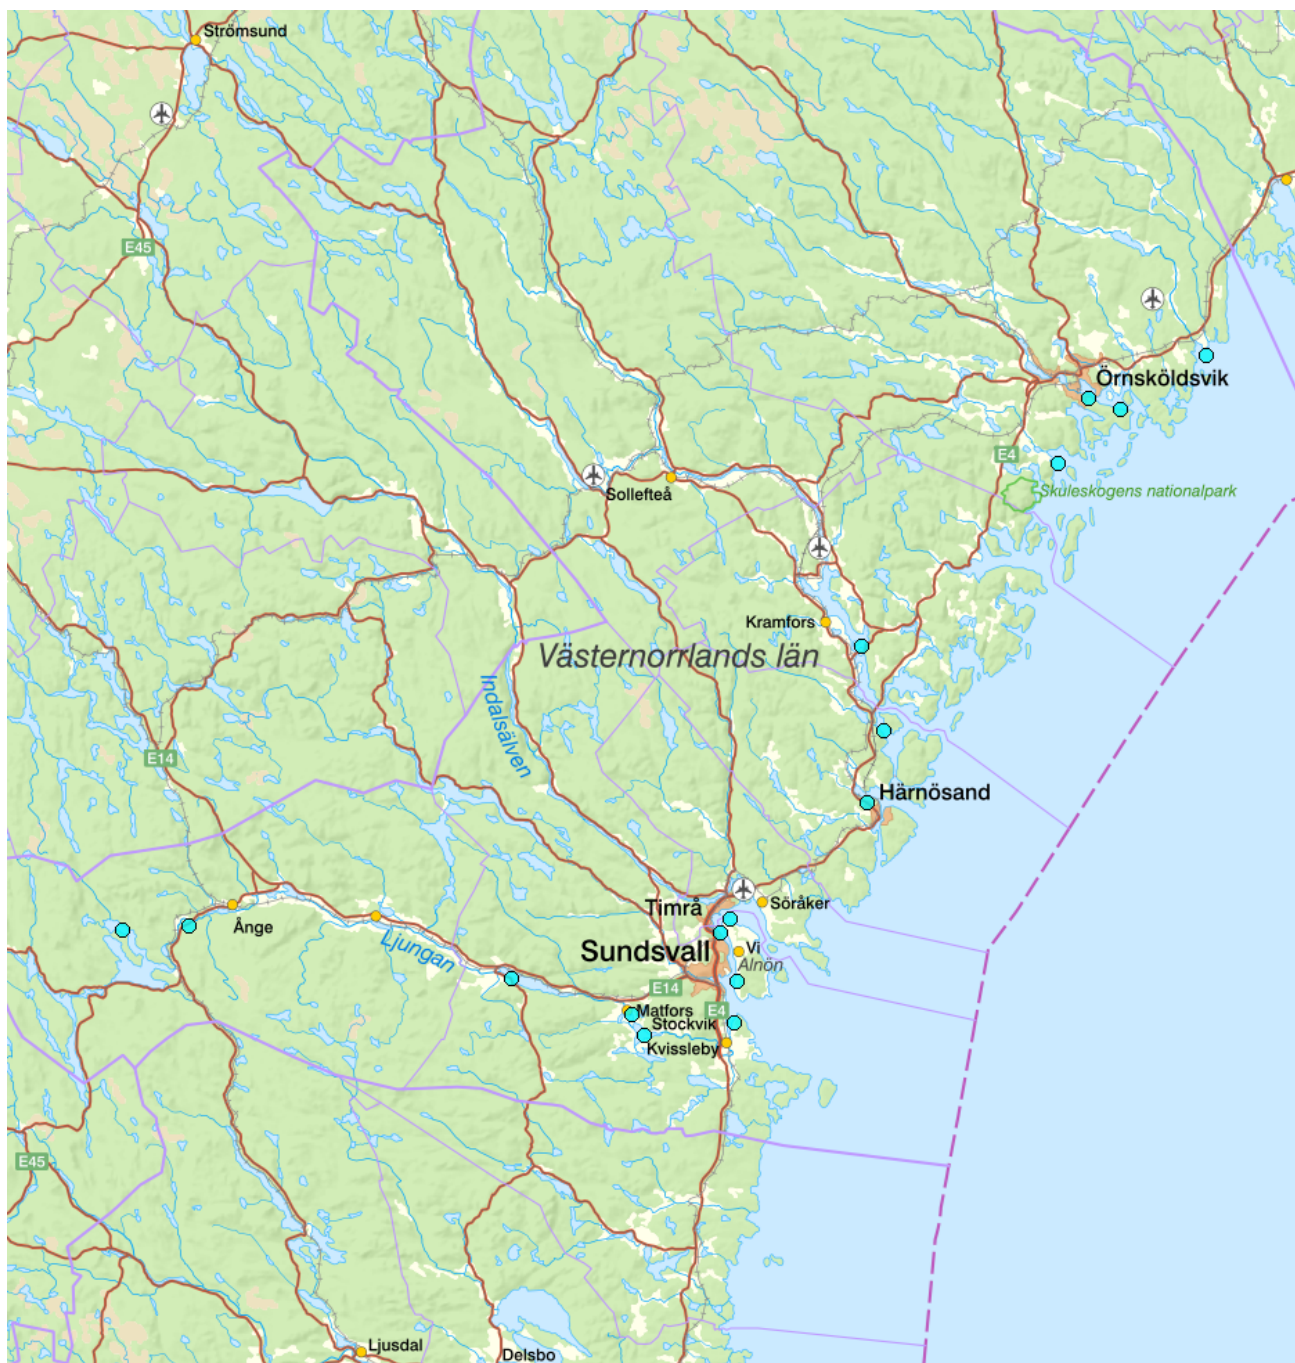 Strömsund
E45
Örnsköldsvik
E4
Skuleskogens nationalpark
Sollefteå
Kramfors
Västernorrlands län
Indalsälven
E14
Härnösand
Timrå
Söråker
Ånge
Ljungan
Sundsvall
Vi
Alnön
E14
Matfors
E4
Stockvik
Kvissleby
E45
Ljusdal
Delsbo